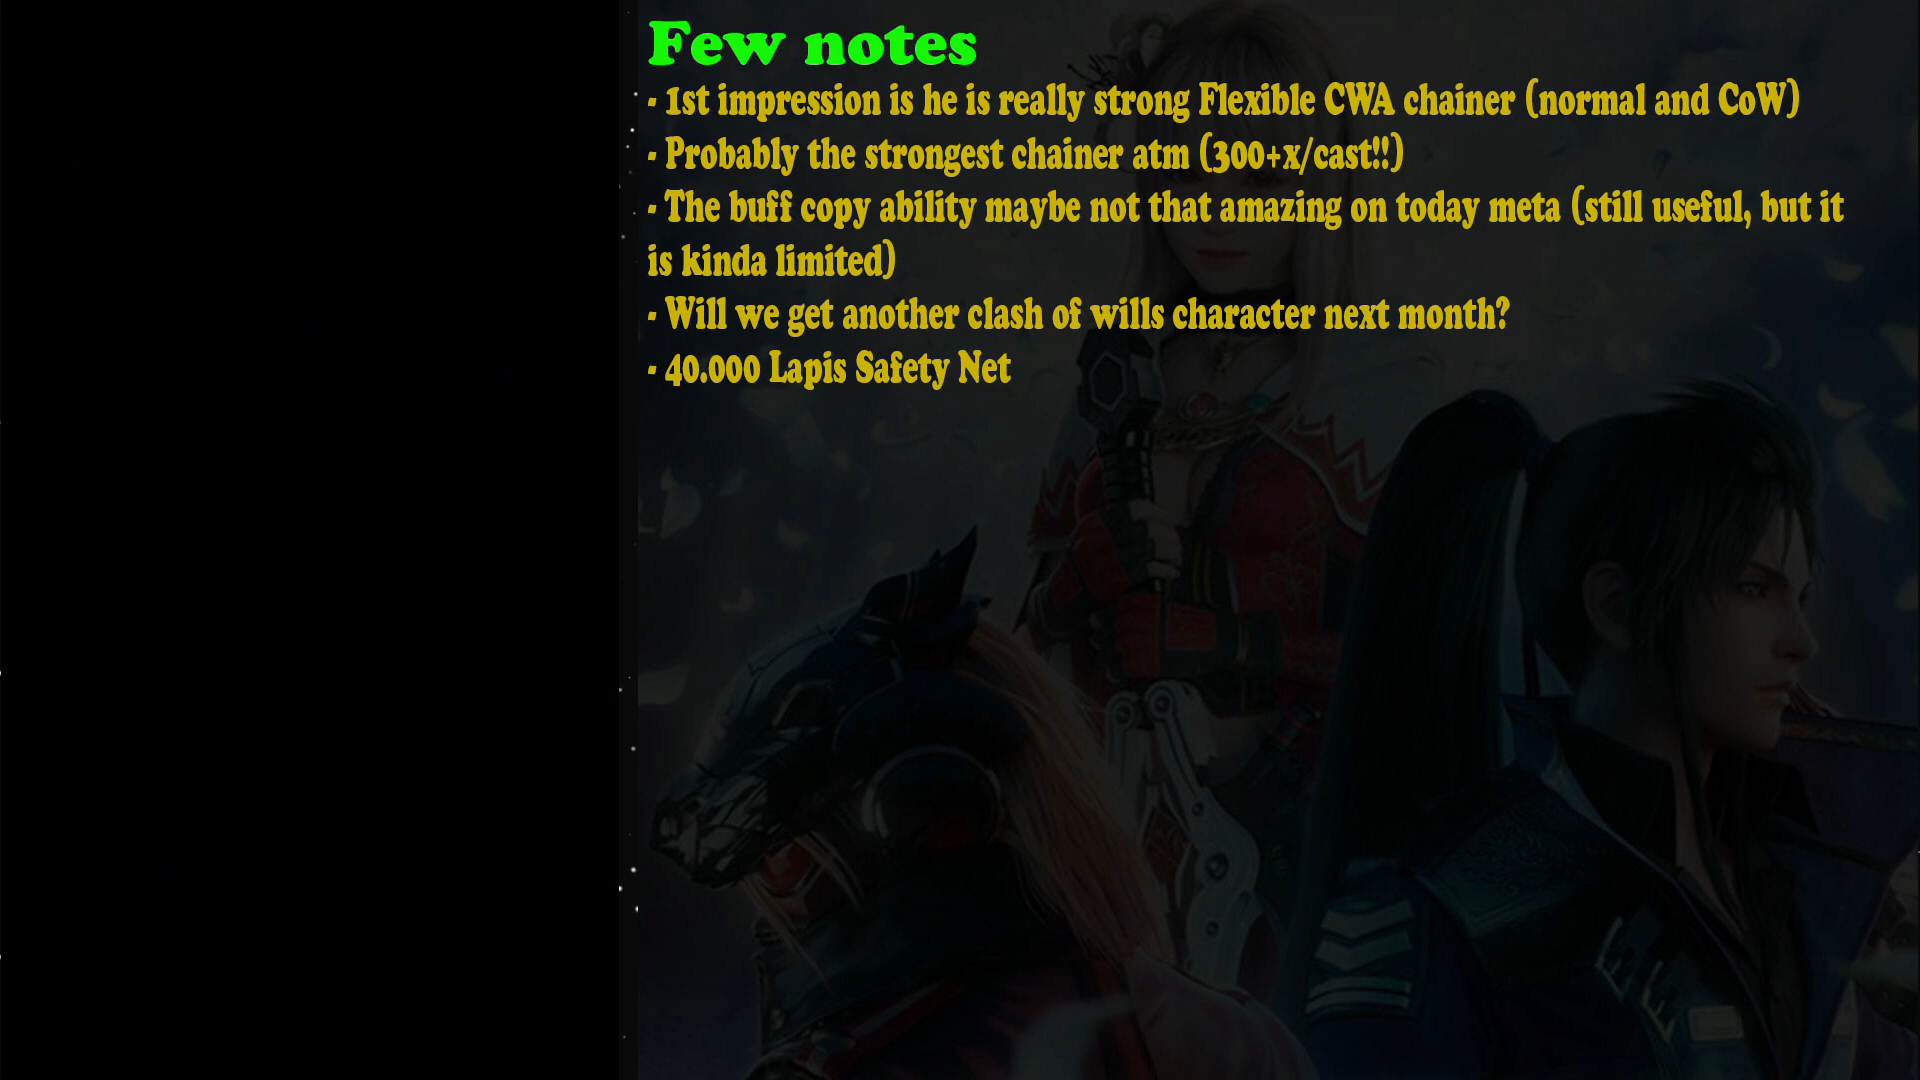 Few notes
- 1st impression is he is really strong Flexible CWA chainer (normal and CoW)
- Probably the strongest chainer atm (300+x/cast!!)
- The buff copy ability maybe not that amazing on today meta (still useful, but it
is kinda limited)
- Will we get another clash of wills character next month?
- 40.000 Lapis Safety Net